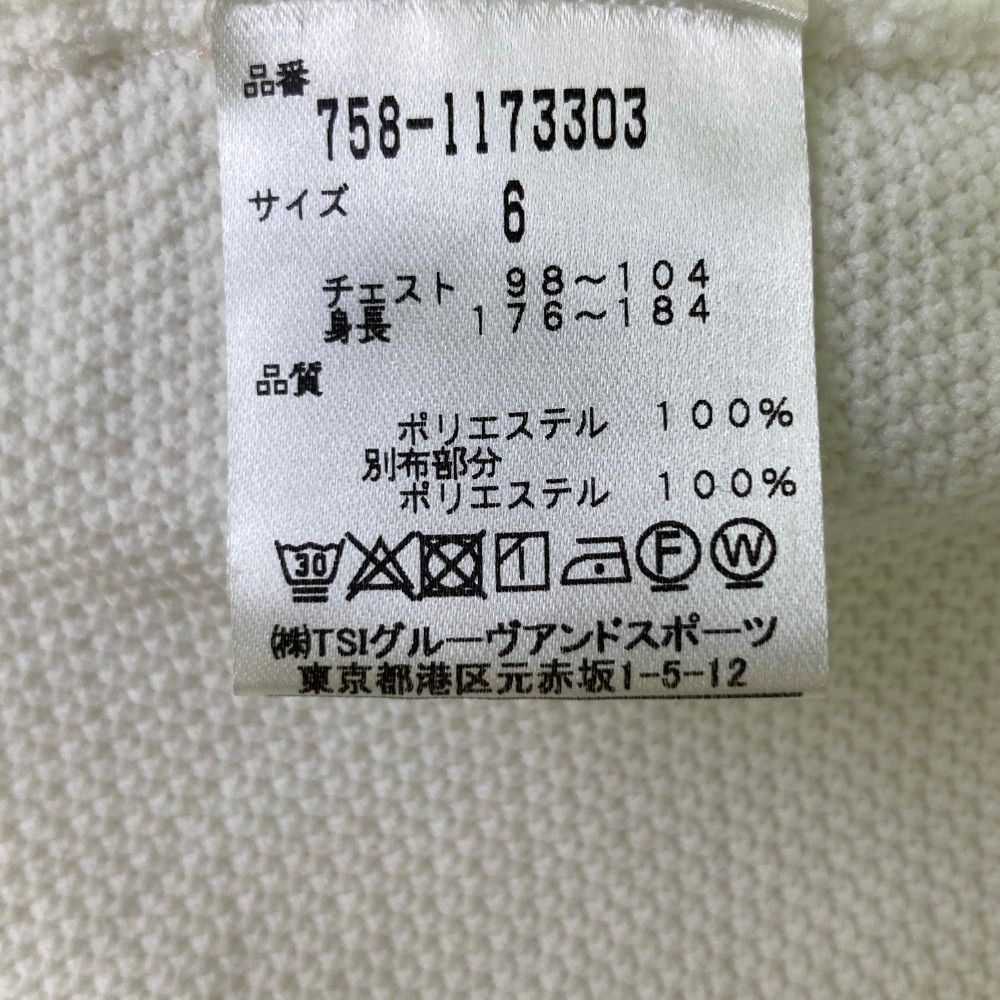 品番
758-1173303
サイズ 6
チェスト 98～104
身長 176～184
品質
ポリエステル 100%
別布部分
ポリエステル 100%
30 F W
㈱TSIグルーヴアンドスポーツ
東京都港区元赤坂1-5-12